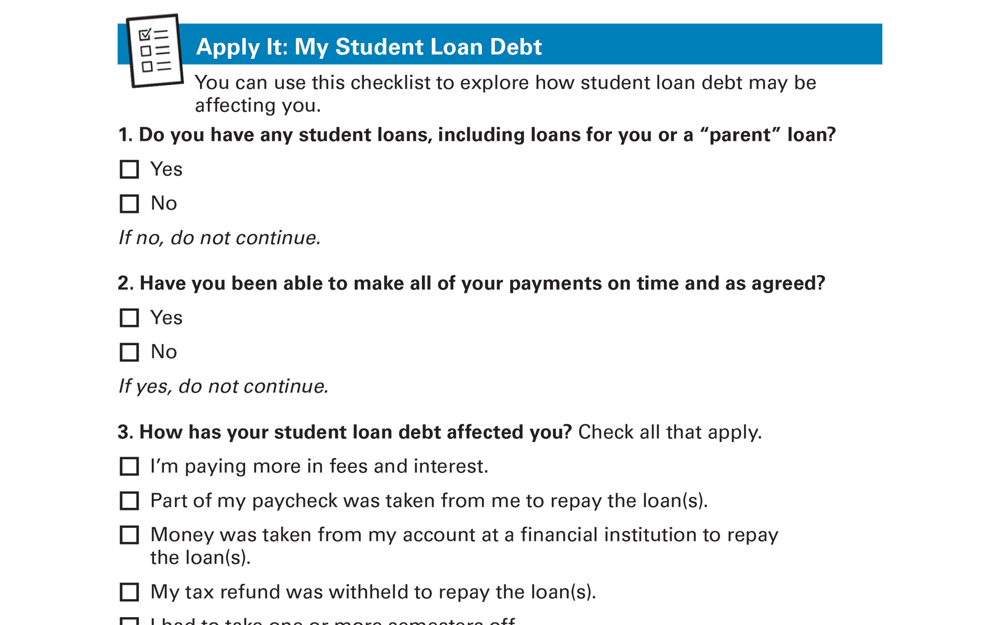 Apply It: My Student Loan Debt
You can use this checklist to explore how student loan debt may be
affecting you.
1. Do you have any student loans, including loans for you or a “parent” loan?
Yes
No
If no, do not continue.
2. Have you been able to make all of your payments on time and as agreed?
Yes
No
If yes, do not continue.
3. How has your student loan debt affected you? Check all that apply.
I’m paying more in fees and interest.
Part of my paycheck was taken from me to repay the loan(s).
Money was taken from my account at a financial institution to repay
the loan(s).
My tax refund was withheld to repay the loan(s).
I had to take one or more semesters off